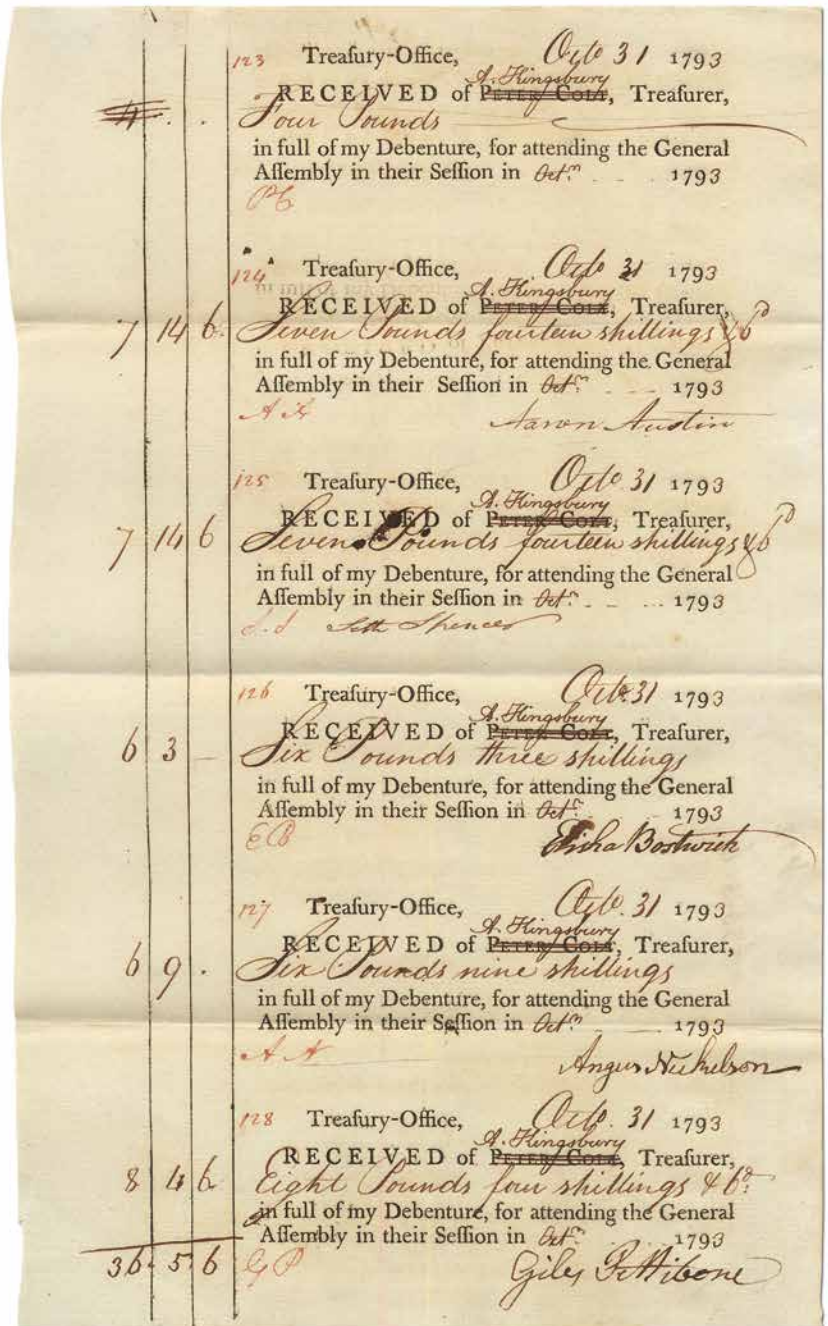 123 Treaſury-Office, Octo 31 1793
A. Kingsbury
RECEIVED of PETER COLT, Treaſurer,
4 . . Four Pounds
in full of my Debenture, for attending the General
Aſſembly in their Seſſion in Octr. 1793
PC
124 Treaſury-Office, Octo 31 1793
A. Kingsbury
RECEIVED of PETER COLT, Treaſurer,
7 14 6 Seven Pounds fourteen shillings & 6d
in full of my Debenture, for attending the General
Aſſembly in their Seſſion in Octr. 1793
A A
Aaron Austin
125 Treaſury-Office, Octo 31 1793
A. Kingsbury
RECEIVED of PETER COLT, Treaſurer,
7 14 6 Seven Pounds fourteen shillings & 6d
in full of my Debenture, for attending the General
Aſſembly in their Seſſion in Octr. 1793
S. S Seth Spencer
126 Treaſury-Office, Octo 31 1793
A. Kingsbury
RECEIVED of PETER COLT, Treaſurer,
6 3 – Six Pounds three shillings
in full of my Debenture, for attending the General
Aſſembly in their Seſſion in Octr. 1793
E B Elisha Bostwick
127 Treaſury-Office, Octo. 31 1793
A. Kingsbury
RECEIVED of PETER COLT, Treaſurer,
6 9 . Six Pounds nine shillings
in full of my Debenture, for attending the General
Aſſembly in their Seſſion in Octr. 1793
A N
Angus Nickelson
128 Treaſury-Office, Octo. 31 1793
A. Kingsbury
RECEIVED of PETER COLT, Treaſurer,
8 4 6 Eight Pounds four shillings & 6d.
in full of my Debenture, for attending the General
Aſſembly in their Seſſion in Octr. 1793
36 5 6 G P Giles Pettibone